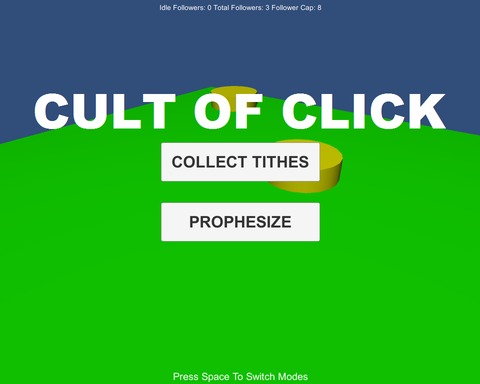 Idle Followers: 0 Total Followers: 3 Follower Cap: 8
CULT OF CLICK
COLLECT TITHES
PROPHESIZE
Press Space To Switch Modes